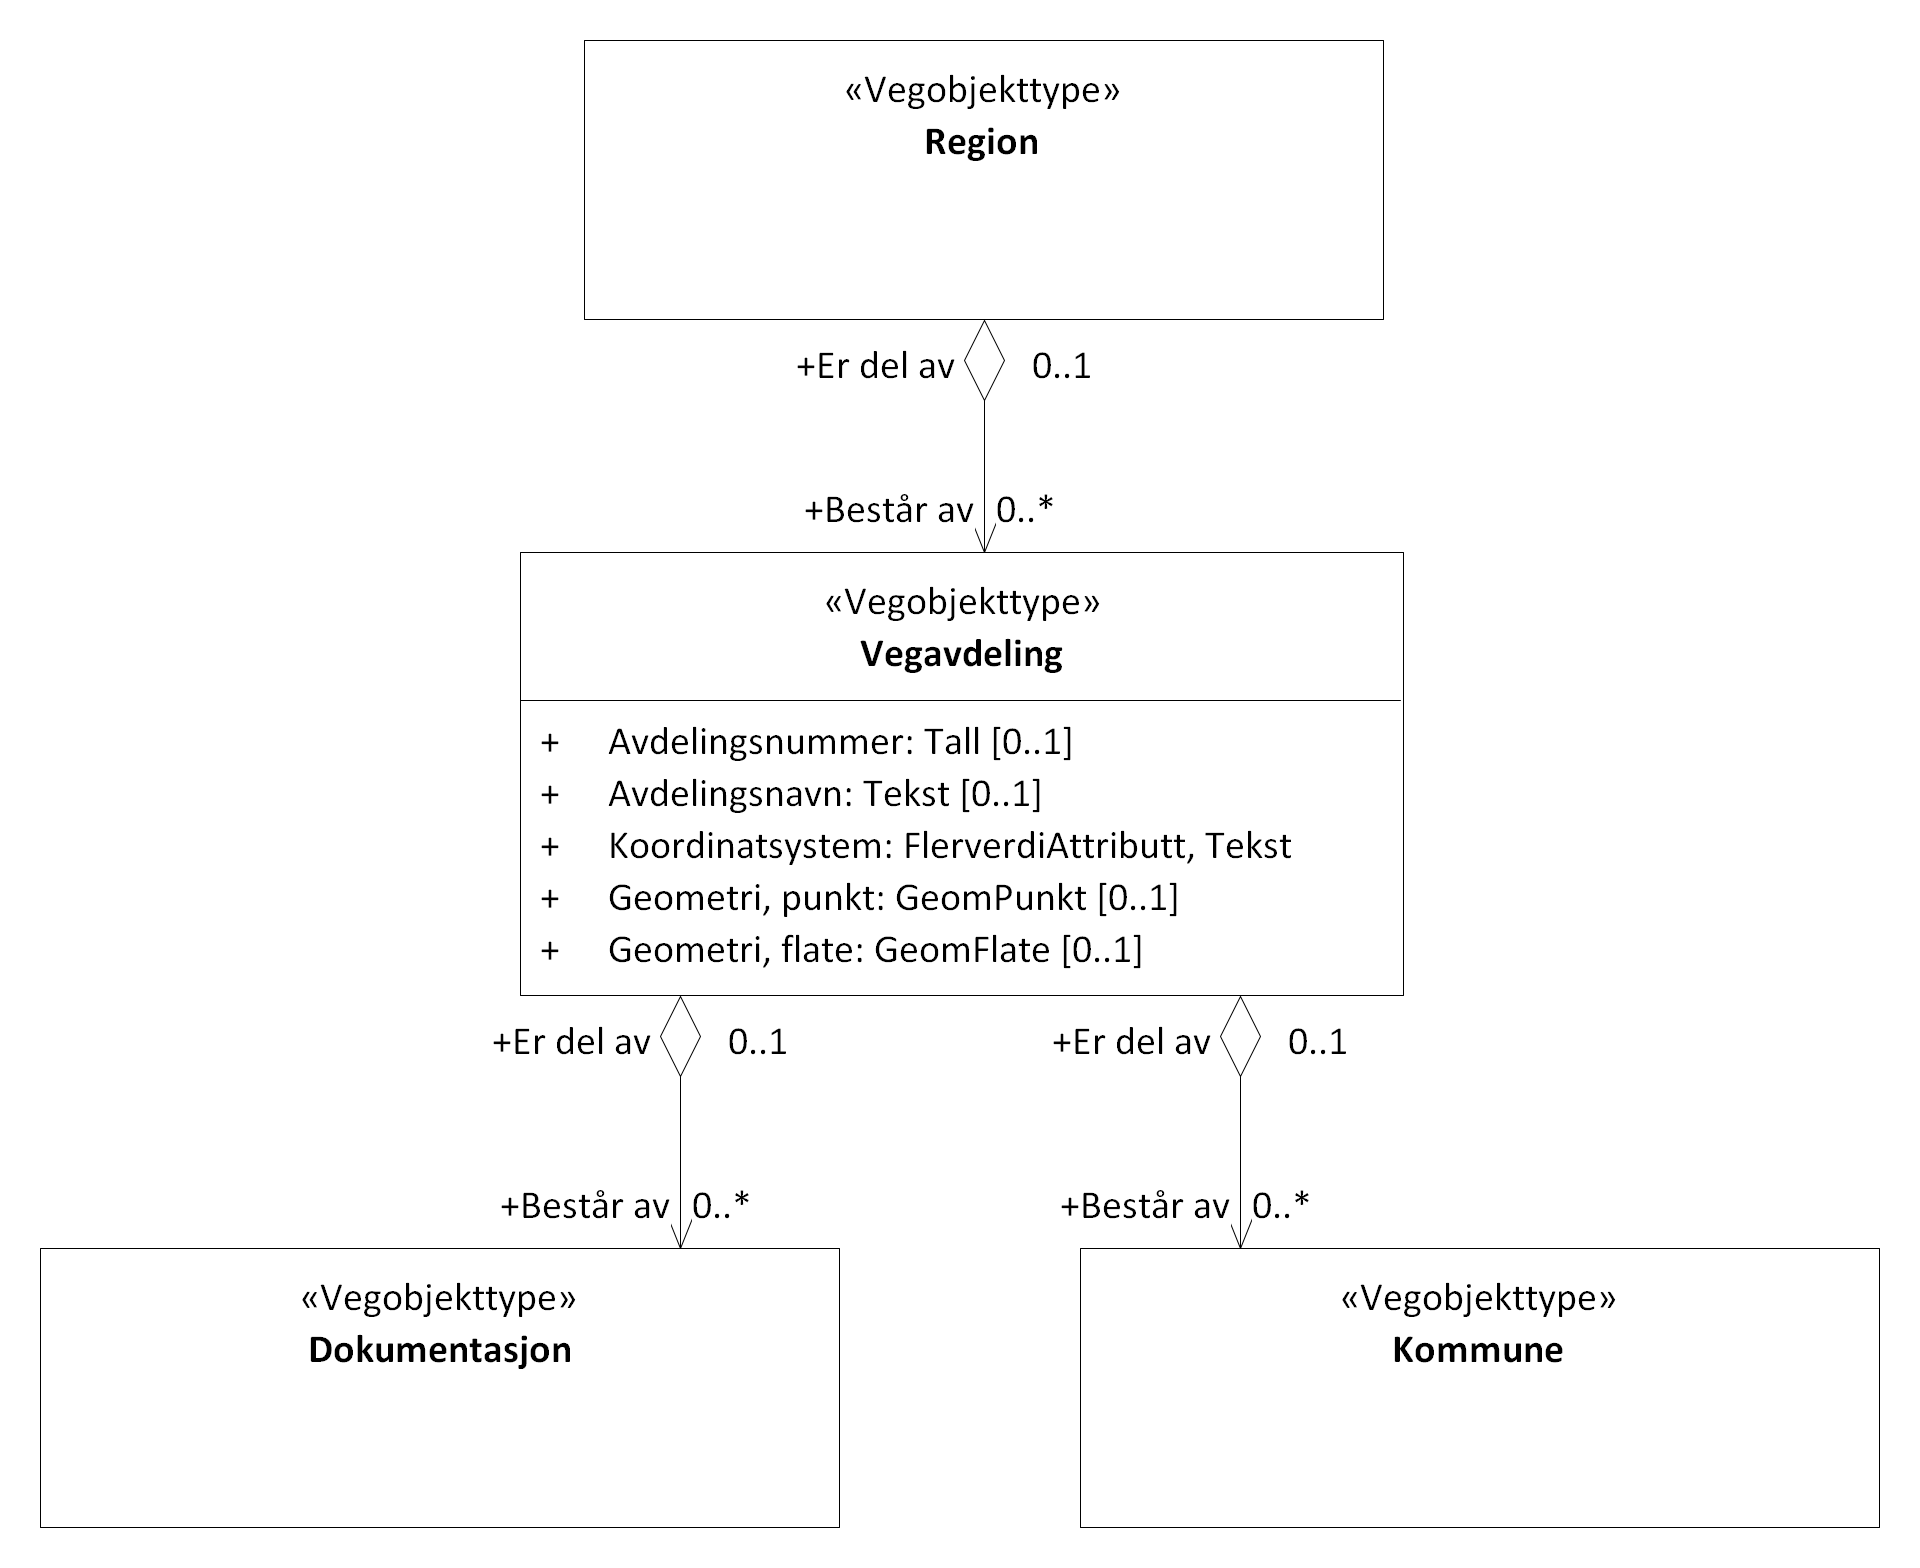 «Vegobjekttype»
Region
+Er del av 0..1
+Består av 0..*
«Vegobjekttype»
Vegavdeling
+ Avdelingsnummer: Tall [0..1]
+ Avdelingsnavn: Tekst [0..1]
+ Koordinatsystem: FlerverdiAttributt, Tekst
+ Geometri, punkt: GeomPunkt [0..1]
+ Geometri, flate: GeomFlate [0..1]
+Er del av 0..1 +Er del av 0..1
+Består av 0..* +Består av 0..*
«Vegobjekttype» «Vegobjekttype»
Dokumentasjon Kommune